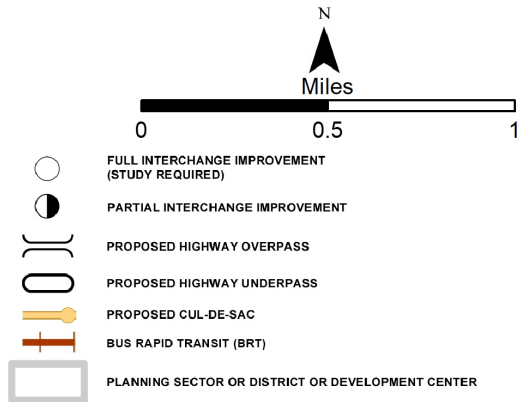 N
Miles
0 0.5 1
FULL INTERCHANGE IMPROVEMENT
(STUDY REQUIRED)
PARTIAL INTERCHANGE IMPROVEMENT
PROPOSED HIGHWAY OVERPASS
PROPOSED HIGHWAY UNDERPASS
PROPOSED CUL-DE-SAC
BUS RAPID TRANSIT (BRT)
PLANNING SECTOR OR DISTRICT OR DEVELOPMENT CENTER